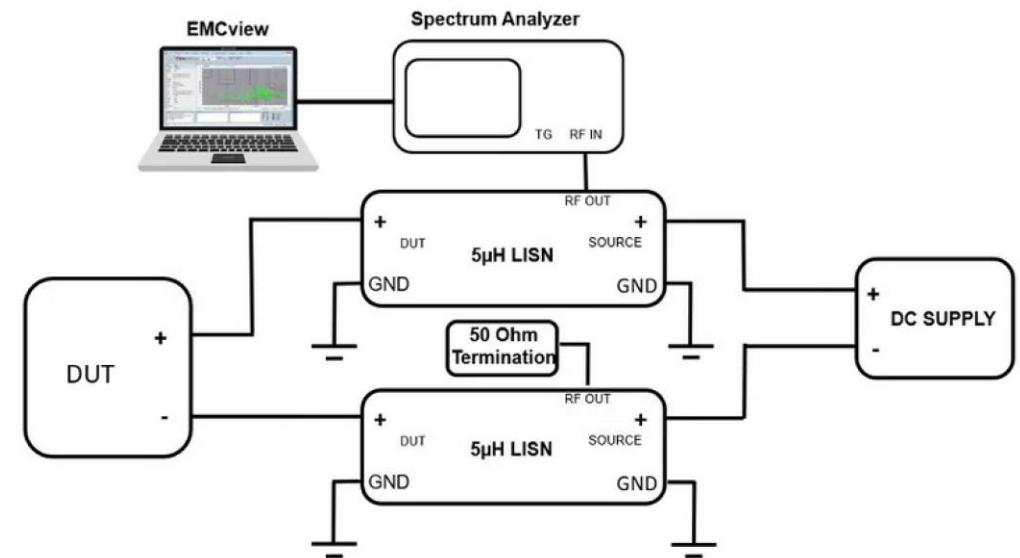 EMCview
Spectrum Analyzer
TG RF IN
RF OUT
+ +
DUT SOURCE
5µH LISN
GND GND
50 Ohm
Termination
RF OUT
+ +
DUT SOURCE
5µH LISN
GND GND
+
DUT
-
+
DC SUPPLY
-